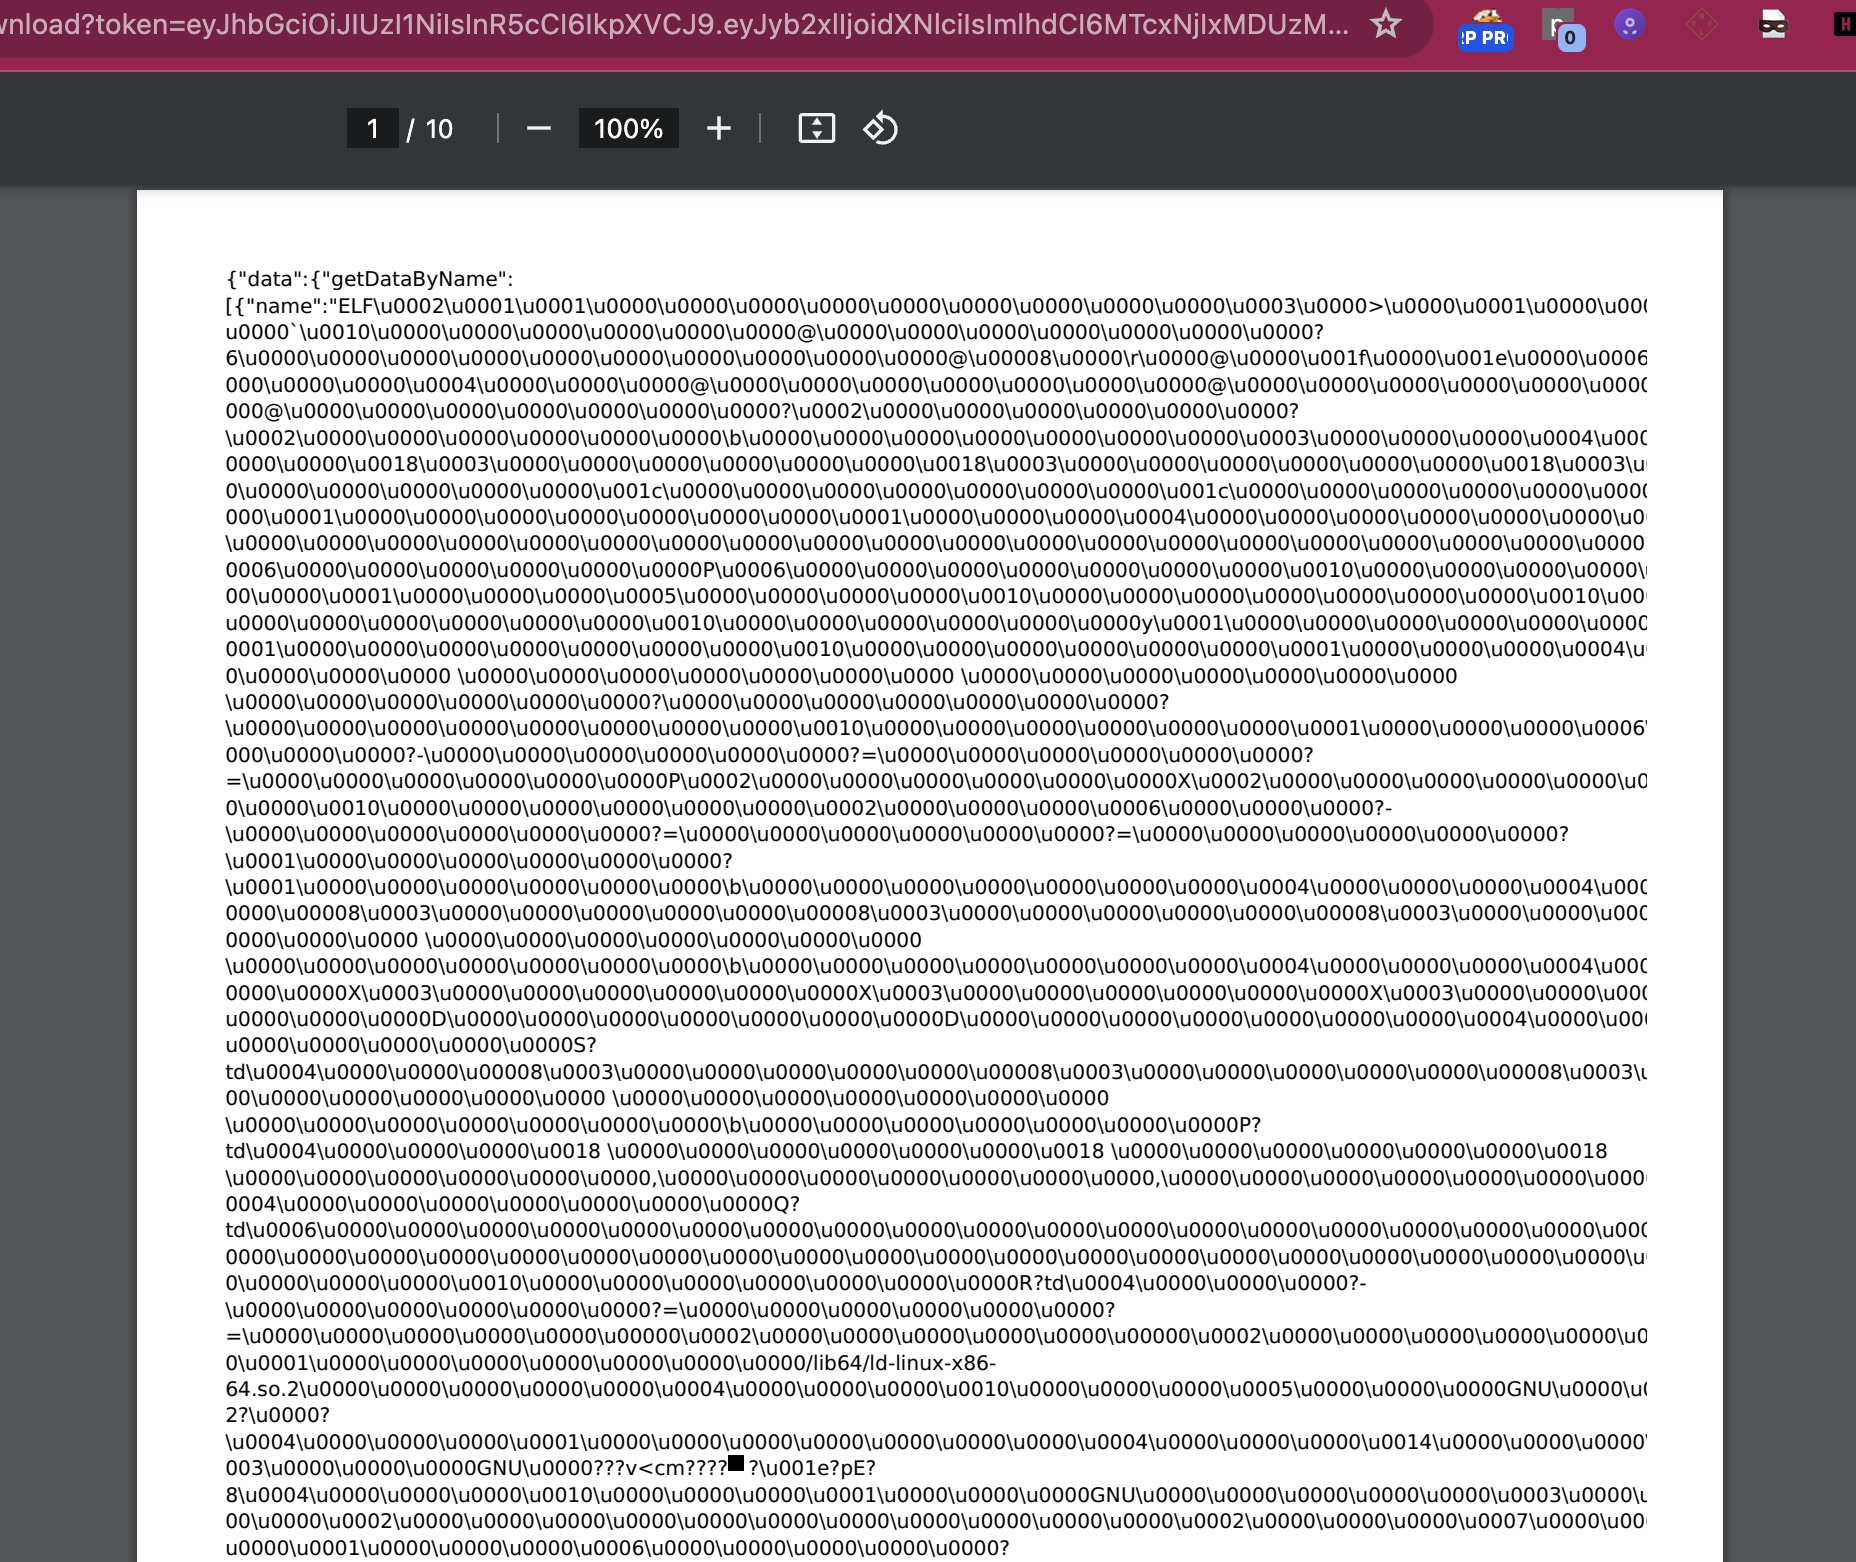 wnload?token=eyJhbGciOiJIUzI1NiIsInR5cCI6IkpXVCJ9.eyJyb2xlIjoidXNlciIsImlhdCI6MTcxNjIxMDUzM...
RP PR
p
0
H
1 / 10
100%
{"data":{"getDataByName":
[{"name":"ELF\u0002\u0001\u0001\u0000\u0000\u0000\u0000\u0000\u0000\u0000\u0000\u0000\u0003\u0000>\u0000\u0001\u0000\u000
u0000`\u0010\u0000\u0000\u0000\u0000\u0000\u0000@\u0000\u0000\u0000\u0000\u0000\u0000\u0000?
6\u0000\u0000\u0000\u0000\u0000\u0000\u0000\u0000\u0000\u0000@\u00008\u0000\r\u0000@\u0000\u001f\u0000\u001e\u0000\u0006
000\u0000\u0000\u0004\u0000\u0000\u0000@\u0000\u0000\u0000\u0000\u0000\u0000\u0000@\u0000\u0000\u0000\u0000\u0000\u0000
000@\u0000\u0000\u0000\u0000\u0000\u0000\u0000?\u0002\u0000\u0000\u0000\u0000\u0000\u0000?
\u0002\u0000\u0000\u0000\u0000\u0000\u0000\b\u0000\u0000\u0000\u0000\u0000\u0000\u0000\u0003\u0000\u0000\u0000\u0004\u000
0000\u0000\u0018\u0003\u0000\u0000\u0000\u0000\u0000\u0000\u0018\u0003\u0000\u0000\u0000\u0000\u0000\u0000\u0018\u0003\u
0\u0000\u0000\u0000\u0000\u0000\u001c\u0000\u0000\u0000\u0000\u0000\u0000\u0000\u001c\u0000\u0000\u0000\u0000\u0000\u0000
000\u0001\u0000\u0000\u0000\u0000\u0000\u0000\u0000\u0001\u0000\u0000\u0000\u0004\u0000\u0000\u0000\u0000\u0000\u0000\u0
\u0000\u0000\u0000\u0000\u0000\u0000\u0000\u0000\u0000\u0000\u0000\u0000\u0000\u0000\u0000\u0000\u0000\u0000\u0000\u0000
0006\u0000\u0000\u0000\u0000\u0000\u0000P\u0006\u0000\u0000\u0000\u0000\u0000\u0000\u0000\u0010\u0000\u0000\u0000\u0000\
00\u0000\u0001\u0000\u0000\u0000\u0005\u0000\u0000\u0000\u0000\u0010\u0000\u0000\u0000\u0000\u0000\u0000\u0000\u0010\u00
u0000\u0000\u0000\u0000\u0000\u0000\u0010\u0000\u0000\u0000\u0000\u0000\u0000y\u0001\u0000\u0000\u0000\u0000\u0000\u0000
0001\u0000\u0000\u0000\u0000\u0000\u0000\u0000\u0010\u0000\u0000\u0000\u0000\u0000\u0000\u0001\u0000\u0000\u0000\u0004\u
0\u0000\u0000\u0000 \u0000\u0000\u0000\u0000\u0000\u0000\u0000 \u0000\u0000\u0000\u0000\u0000\u0000\u0000
\u0000\u0000\u0000\u0000\u0000\u0000?\u0000\u0000\u0000\u0000\u0000\u0000\u0000?
\u0000\u0000\u0000\u0000\u0000\u0000\u0000\u0000\u0010\u0000\u0000\u0000\u0000\u0000\u0000\u0001\u0000\u0000\u0000\u0006\
000\u0000\u0000?-\u0000\u0000\u0000\u0000\u0000\u0000?=\u0000\u0000\u0000\u0000\u0000\u0000?
=\u0000\u0000\u0000\u0000\u0000\u0000P\u0002\u0000\u0000\u0000\u0000\u0000\u0000X\u0002\u0000\u0000\u0000\u0000\u0000\u0
0\u0000\u0010\u0000\u0000\u0000\u0000\u0000\u0000\u0002\u0000\u0000\u0000\u0006\u0000\u0000\u0000?-
\u0000\u0000\u0000\u0000\u0000\u0000?=\u0000\u0000\u0000\u0000\u0000\u0000?=\u0000\u0000\u0000\u0000\u0000\u0000?
\u0001\u0000\u0000\u0000\u0000\u0000\u0000?
\u0001\u0000\u0000\u0000\u0000\u0000\u0000\b\u0000\u0000\u0000\u0000\u0000\u0000\u0000\u0004\u0000\u0000\u0000\u0004\u000
0000\u00008\u0003\u0000\u0000\u0000\u0000\u0000\u00008\u0003\u0000\u0000\u0000\u0000\u0000\u00008\u0003\u0000\u0000\u000
0000\u0000\u0000 \u0000\u0000\u0000\u0000\u0000\u0000\u0000
\u0000\u0000\u0000\u0000\u0000\u0000\u0000\b\u0000\u0000\u0000\u0000\u0000\u0000\u0000\u0004\u0000\u0000\u0000\u0004\u000
0000\u0000X\u0003\u0000\u0000\u0000\u0000\u0000\u0000X\u0003\u0000\u0000\u0000\u0000\u0000\u0000X\u0003\u0000\u0000\u000
u0000\u0000\u0000D\u0000\u0000\u0000\u0000\u0000\u0000\u0000D\u0000\u0000\u0000\u0000\u0000\u0000\u0000\u0004\u0000\u00
u0000\u0000\u0000\u0000\u0000S?
td\u0004\u0000\u0000\u00008\u0003\u0000\u0000\u0000\u0000\u0000\u00008\u0003\u0000\u0000\u0000\u0000\u0000\u00008\u0003\
00\u0000\u0000\u0000\u0000\u0000 \u0000\u0000\u0000\u0000\u0000\u0000\u0000
\u0000\u0000\u0000\u0000\u0000\u0000\u0000\b\u0000\u0000\u0000\u0000\u0000\u0000\u0000P?
td\u0004\u0000\u0000\u0000\u0018 \u0000\u0000\u0000\u0000\u0000\u0000\u0018 \u0000\u0000\u0000\u0000\u0000\u0000\u0018
\u0000\u0000\u0000\u0000\u0000\u0000,\u0000\u0000\u0000\u0000\u0000\u0000\u0000,\u0000\u0000\u0000\u0000\u0000\u0000\u000
0004\u0000\u0000\u0000\u0000\u0000\u0000\u0000Q?
td\u0006\u0000\u0000\u0000\u0000\u0000\u0000\u0000\u0000\u0000\u0000\u0000\u0000\u0000\u0000\u0000\u0000\u0000\u0000\u000
0000\u0000\u0000\u0000\u0000\u0000\u0000\u0000\u0000\u0000\u0000\u0000\u0000\u0000\u0000\u0000\u0000\u0000\u0000\u0000\u
0\u0000\u0000\u0000\u0010\u0000\u0000\u0000\u0000\u0000\u0000\u0000R?td\u0004\u0000\u0000\u0000?-
\u0000\u0000\u0000\u0000\u0000\u0000?=\u0000\u0000\u0000\u0000\u0000\u0000?
=\u0000\u0000\u0000\u0000\u0000\u00000\u0002\u0000\u0000\u0000\u0000\u0000\u00000\u0002\u0000\u0000\u0000\u0000\u0000\u0
0\u0001\u0000\u0000\u0000\u0000\u0000\u0000\u0000/lib64/ld-linux-x86-
64.so.2\u0000\u0000\u0000\u0000\u0000\u0004\u0000\u0000\u0000\u0010\u0000\u0000\u0000\u0005\u0000\u0000\u0000GNU\u0000\u
2?\u0000?
\u0004\u0000\u0000\u0000\u0001\u0000\u0000\u0000\u0000\u0000\u0000\u0000\u0004\u0000\u0000\u0000\u0014\u0000\u0000\u0000\
003\u0000\u0000\u0000GNU\u0000???v<cm????■ ?\u001e?pE?
8\u0004\u0000\u0000\u0000\u0010\u0000\u0000\u0000\u0001\u0000\u0000\u0000GNU\u0000\u0000\u0000\u0000\u0000\u0003\u0000\u
00\u0000\u0002\u0000\u0000\u0000\u0000\u0000\u0000\u0000\u0000\u0000\u0000\u0000\u0002\u0000\u0000\u0000\u0007\u0000\u00
u0000\u0001\u0000\u0000\u0000\u0006\u0000\u0000\u0000\u0000\u0000?